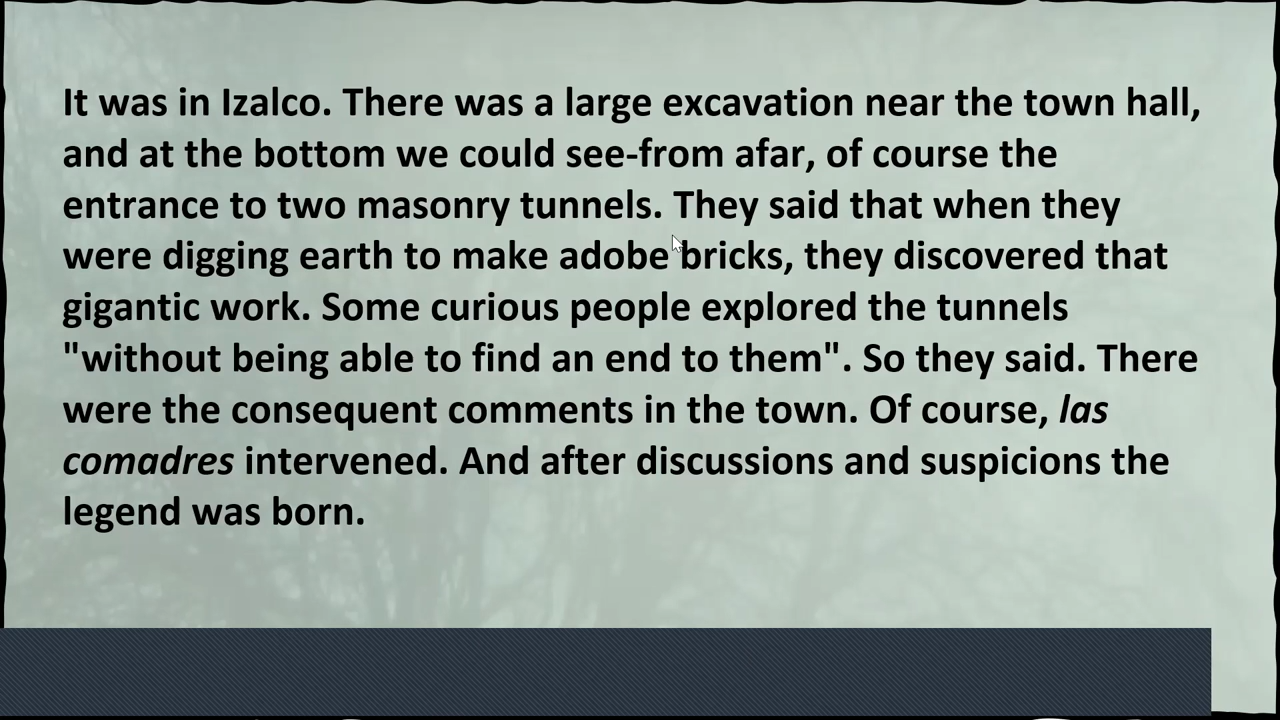 It was in Izalco. There was a large excavation near the town hall,
and at the bottom we could see-from afar, of course the
entrance to two masonry tunnels. They said that when they
were digging earth to make adobe bricks, they discovered that
gigantic work. Some curious people explored the tunnels
"without being able to find an end to them". So they said. There
were the consequent comments in the town. Of course, las
comadres intervened. And after discussions and suspicions the
legend was born.